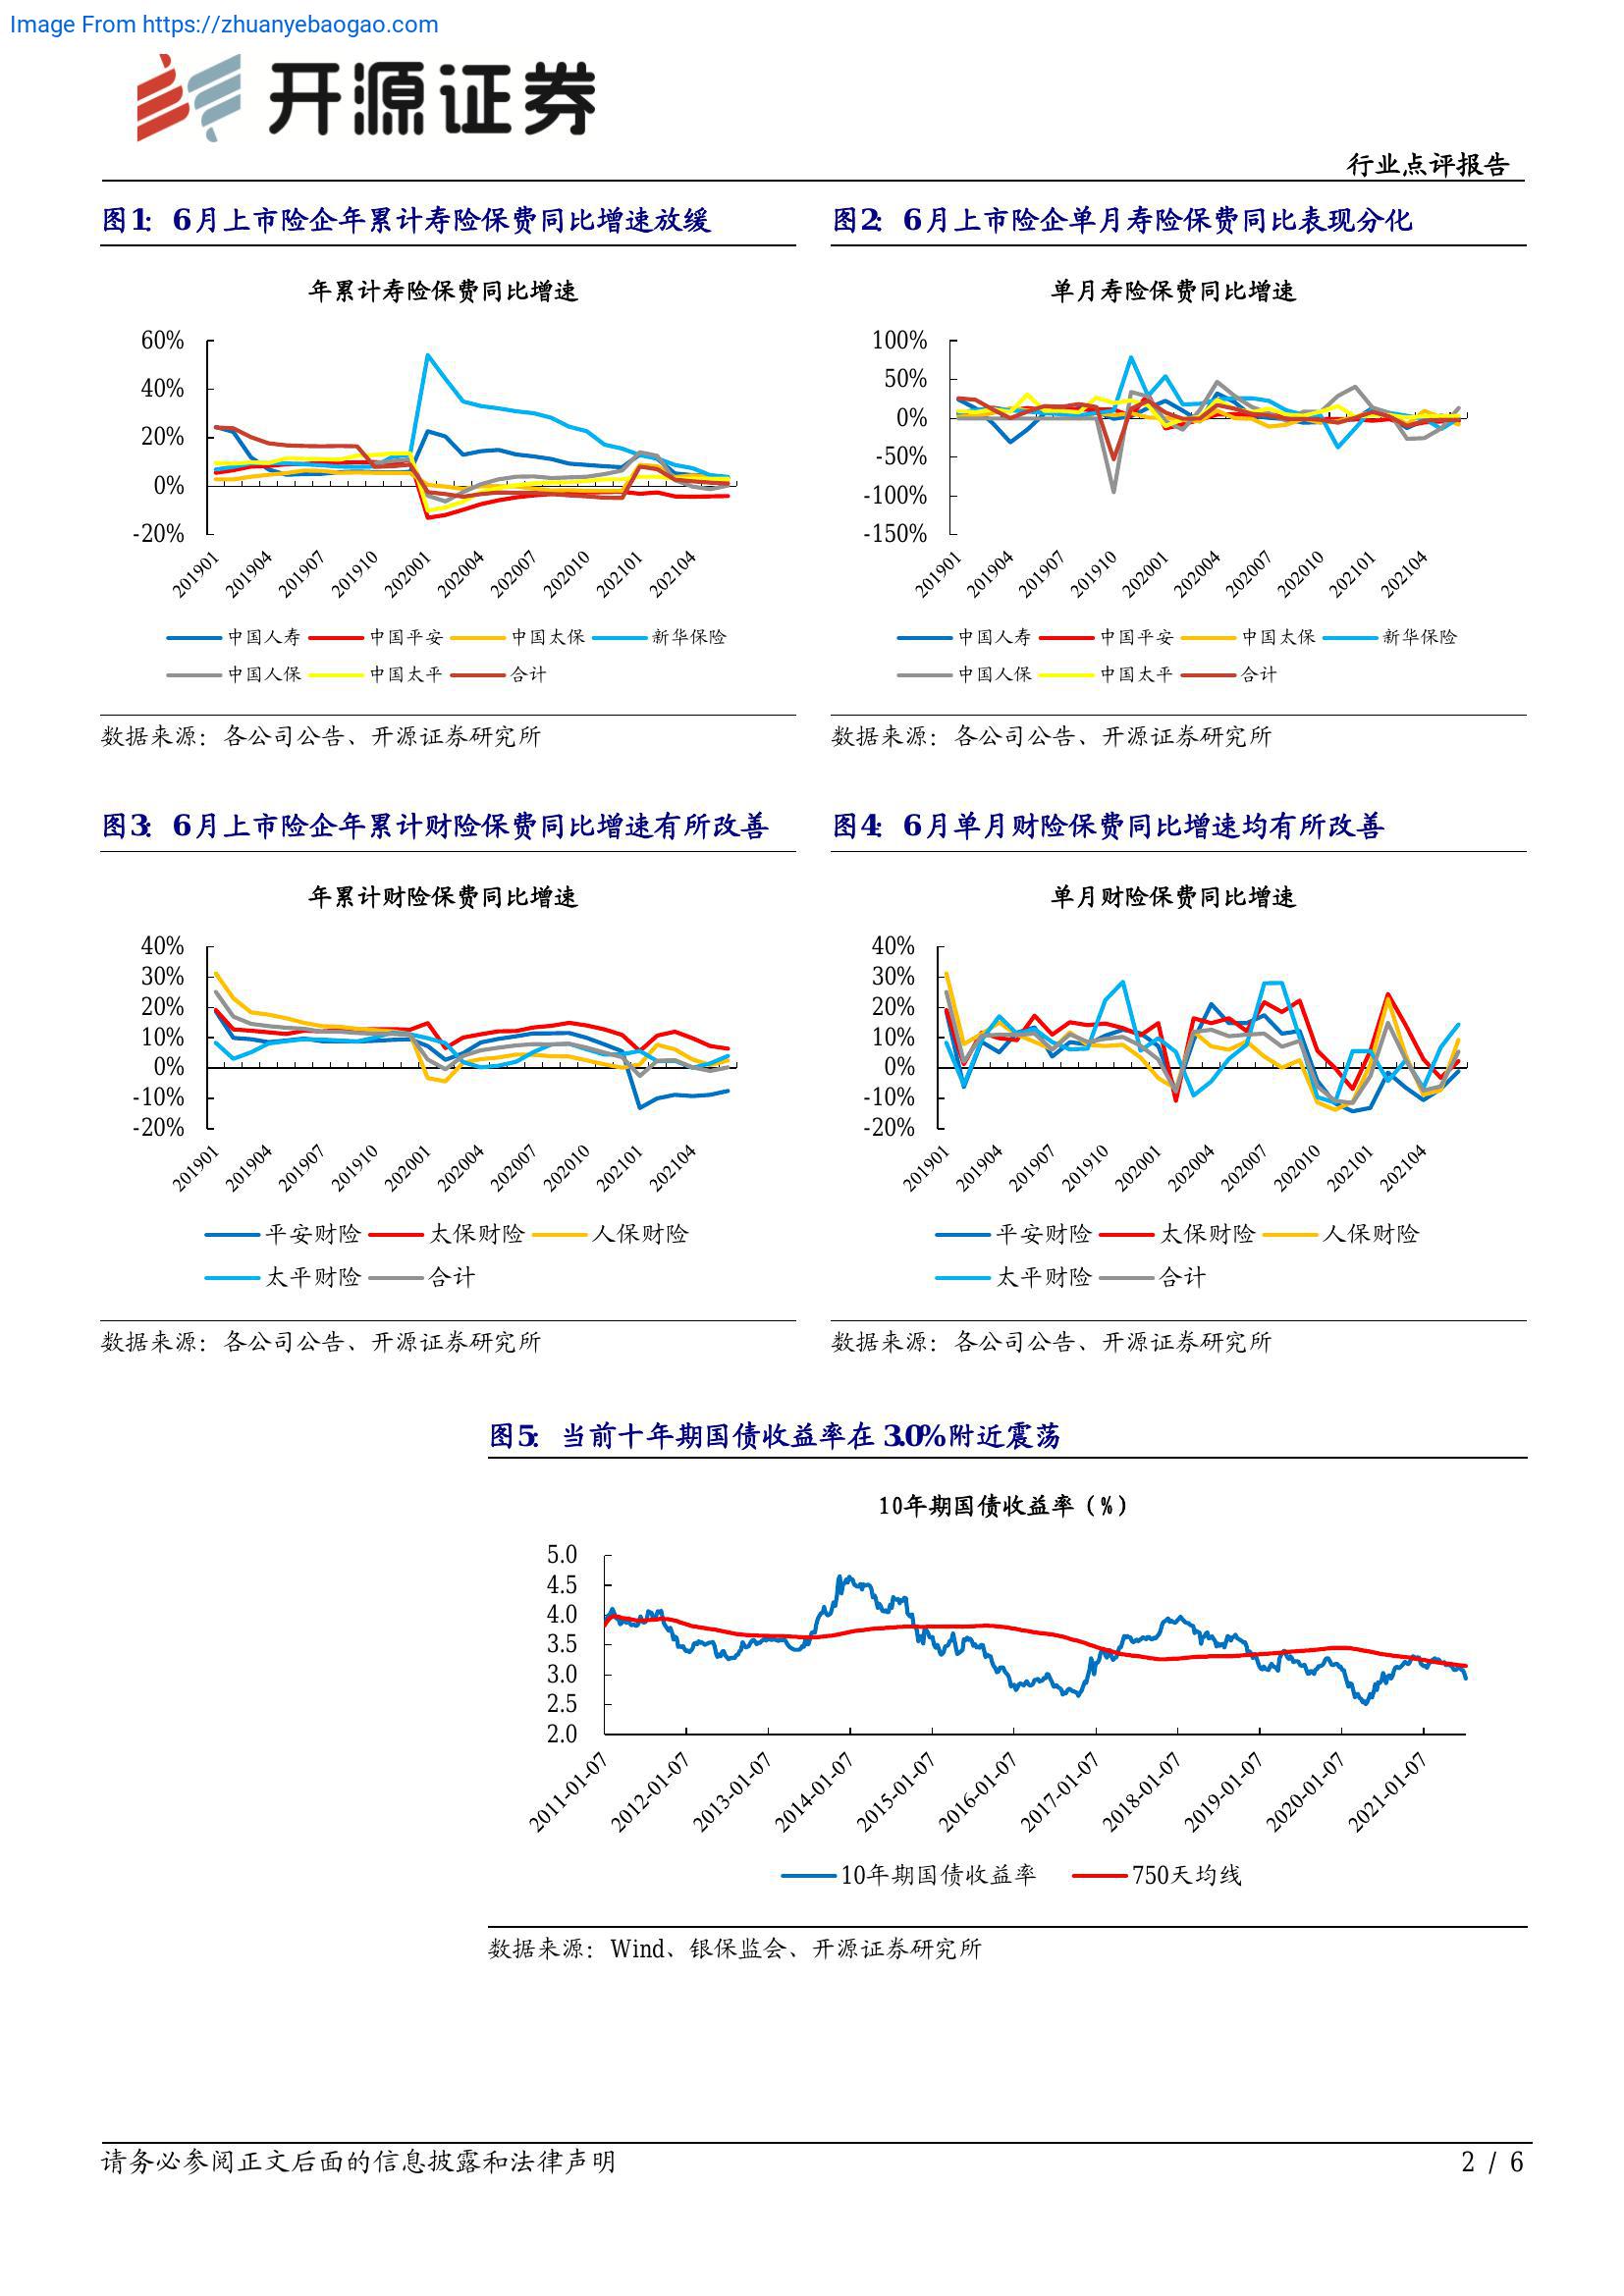 Image From https://zhuanyebaogao.com
开源证券
行业点评报告
图1：6月上市险企年累计寿险保费同比增速放缓
年累计寿险保费同比增速
60%
40%
20%
0%
-20%
201901 201904 201907 201910 202001 202004 202007 202010 202101 202104
中国人寿 中国平安 中国太保 新华保险
中国人保 中国太平 合计
数据来源：各公司公告、开源证券研究所
图2：6月上市险企单月寿险保费同比表现分化
单月寿险保费同比增速
100%
50%
0%
-50%
-100%
-150%
201901 201904 201907 201910 202001 202004 202007 202010 202101 202104
中国人寿 中国平安 中国太保 新华保险
中国人保 中国太平 合计
数据来源：各公司公告、开源证券研究所
图3：6月上市险企年累计财险保费同比增速有所改善
年累计财险保费同比增速
40%
30%
20%
10%
0%
-10%
-20%
201901 201904 201907 201910 202001 202004 202007 202010 202101 202104
平安财险 太保财险 人保财险
太平财险 合计
数据来源：各公司公告、开源证券研究所
图4：6月单月财险保费同比增速均有所改善
单月财险保费同比增速
40%
30%
20%
10%
0%
-10%
-20%
201901 201904 201907 201910 202001 202004 202007 202010 202101 202104
平安财险 太保财险 人保财险
太平财险 合计
数据来源：各公司公告、开源证券研究所
图5：当前十年期国债收益率在 3.0%附近震荡
10年期国债收益率（%）
5.0
4.5
4.0
3.5
3.0
2.5
2.0
2011-01-07 2012-01-07 2013-01-07 2014-01-07 2015-01-07 2016-01-07 2017-01-07 2018-01-07 2019-01-07 2020-01-07 2021-01-07
10年期国债收益率 750天均线
数据来源：Wind、银保监会、开源证券研究所
请务必参阅正文后面的信息披露和法律声明
2 / 6